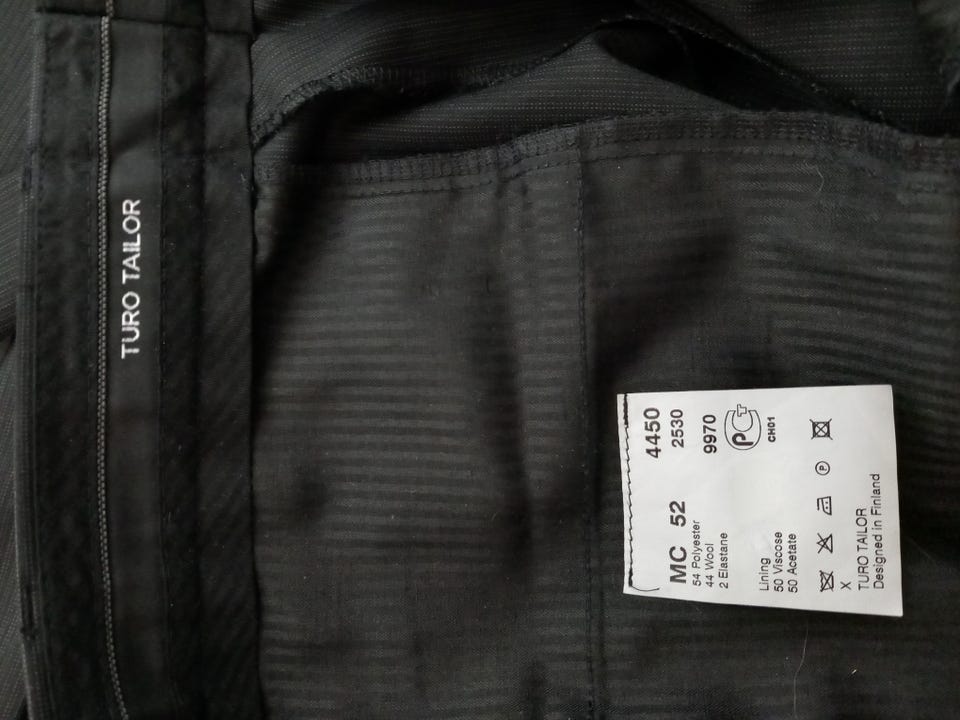 TURO TAILOR
4450
2530
9970
PCT
CH01
MC 52
54 Polyester
44 Wool
2 Elastane
Lining
50 Viscose
50 Acetate
P
X
TURO TAILOR
Designed in Finland